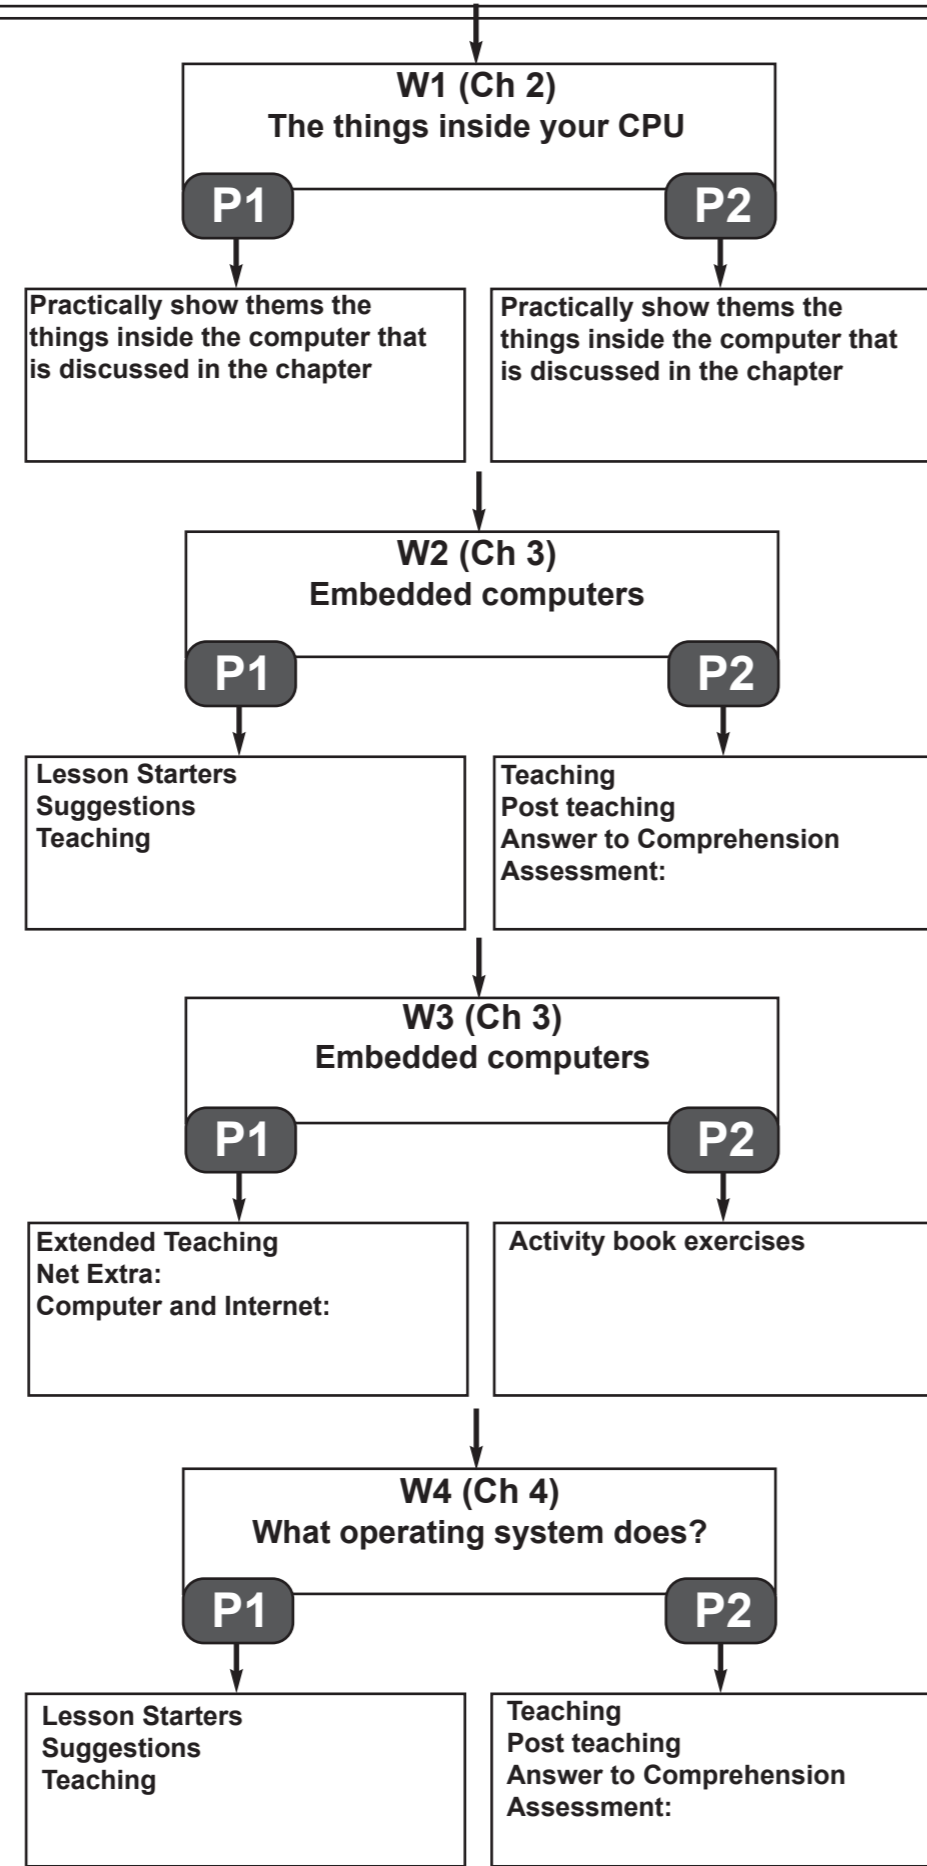 W1 (Ch 2)
The things inside your CPU
P1
P2
Practically show thems the
things inside the computer that
is discussed in the chapter
Practically show thems the
things inside the computer that
is discussed in the chapter
W2 (Ch 3)
Embedded computers
P1
P2
Lesson Starters
Suggestions
Teaching
Teaching
Post teaching
Answer to Comprehension
Assessment:
W3 (Ch 3)
Embedded computers
P1
P2
Extended Teaching
Net Extra:
Computer and Internet:
Activity book exercises
W4 (Ch 4)
What operating system does?
P1
P2
Lesson Starters
Suggestions
Teaching
Teaching
Post teaching
Answer to Comprehension
Assessment: